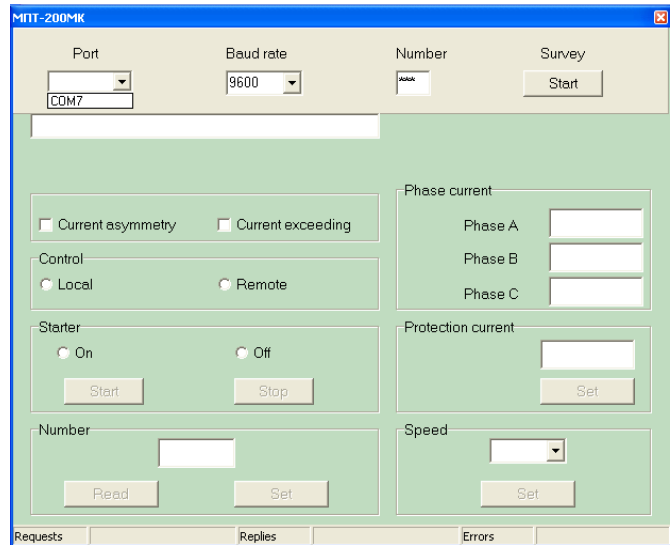 МПТ-200МК
Port Baud rate Number Survey
9600 *** Start
COM7
Phase current
Current asymmetry Current exceeding Phase A
Control Phase B
Local Remote Phase C
Starter Protection current
On Off
Start Stop Set
Number Speed
Read Set Set
Requests Replies Errors